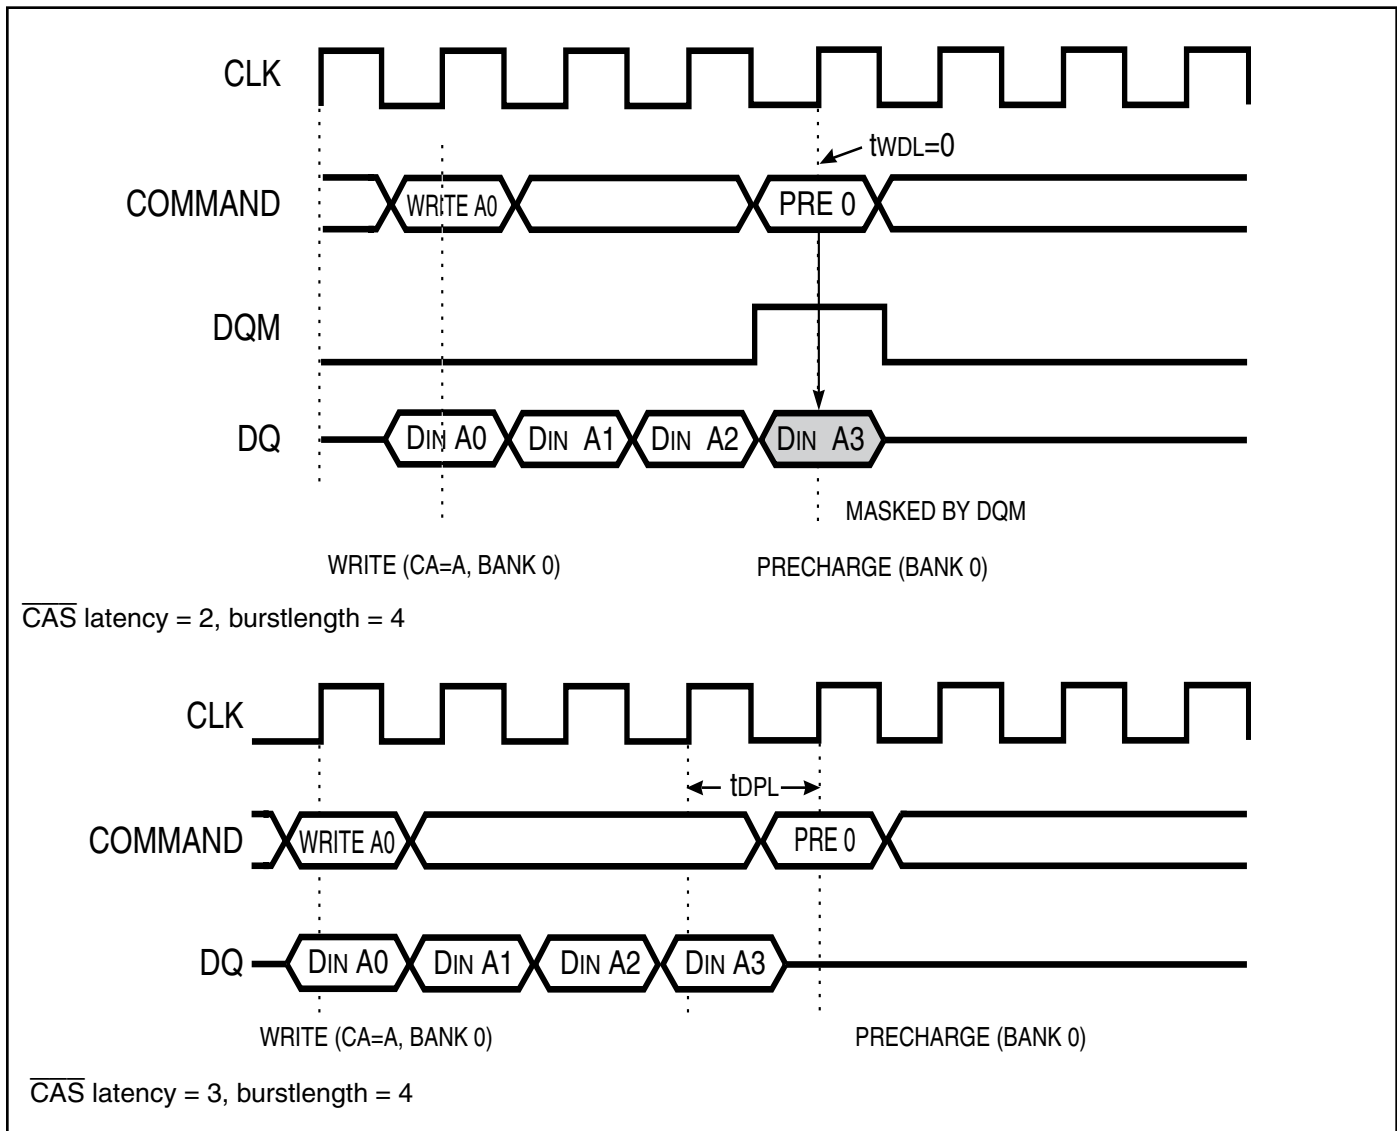 CLK
tWDL=0
COMMAND
WRITE A0
PRE 0
DQM
DQ
DIN A0
DIN A1
DIN A2
DIN A3
MASKED BY DQM
WRITE (CA=A, BANK 0)
PRECHARGE (BANK 0)
CAS latency = 2, burstlength = 4
CLK
tDPL
COMMAND
WRITE A0
PRE 0
DQ
DIN A0
DIN A1
DIN A2
DIN A3
WRITE (CA=A, BANK 0)
PRECHARGE (BANK 0)
CAS latency = 3, burstlength = 4